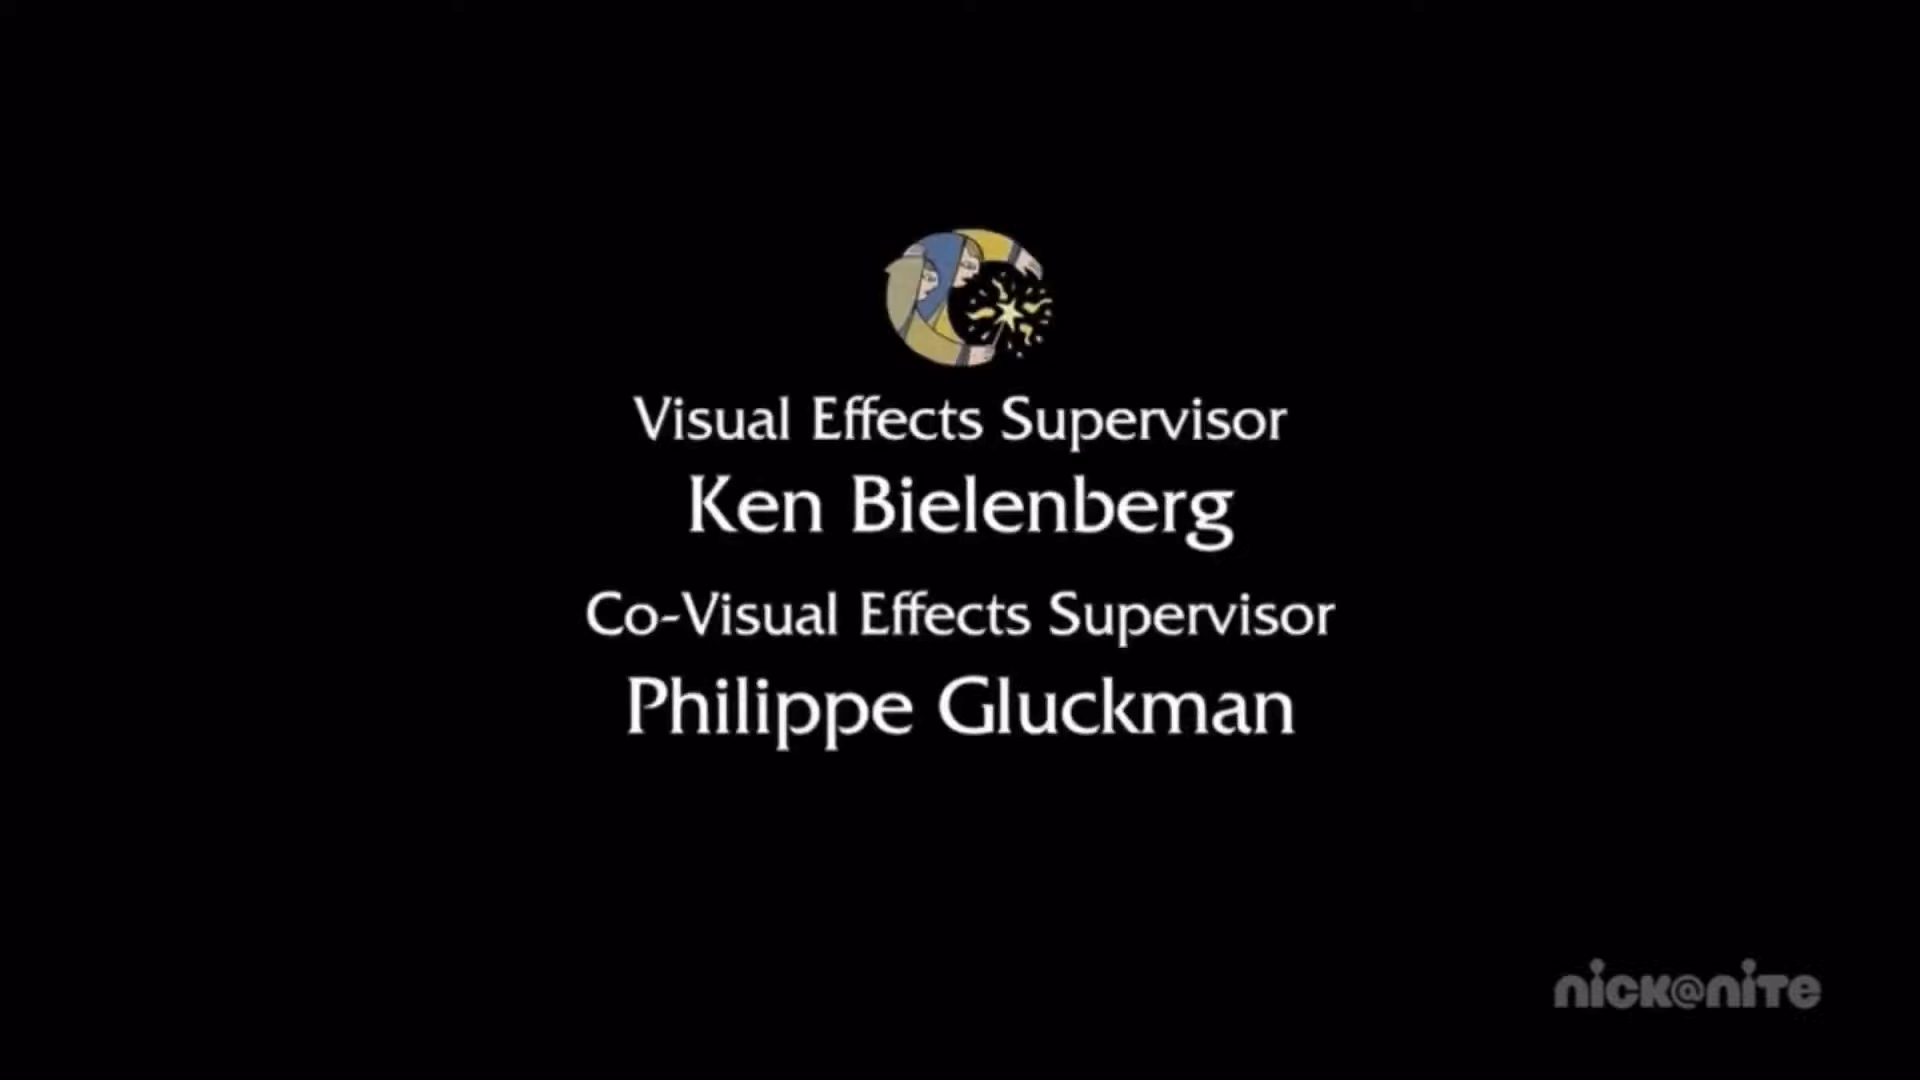 Visual Effects Supervisor
Ken Bielenberg
Co-Visual Effects Supervisor
Philippe Gluckman
nick@nite